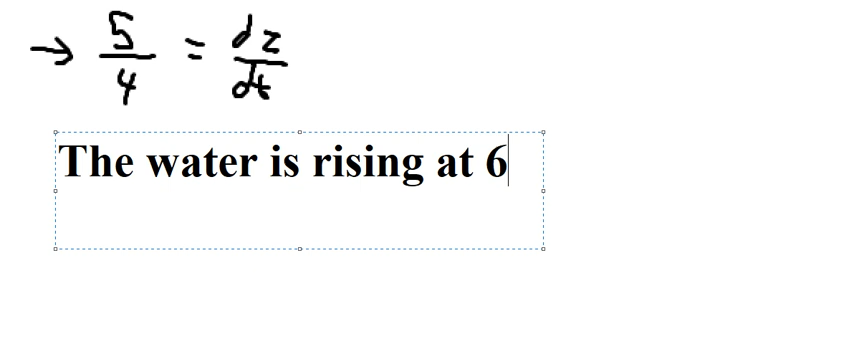 → 5/4 = dz/dt
The water is rising at 6